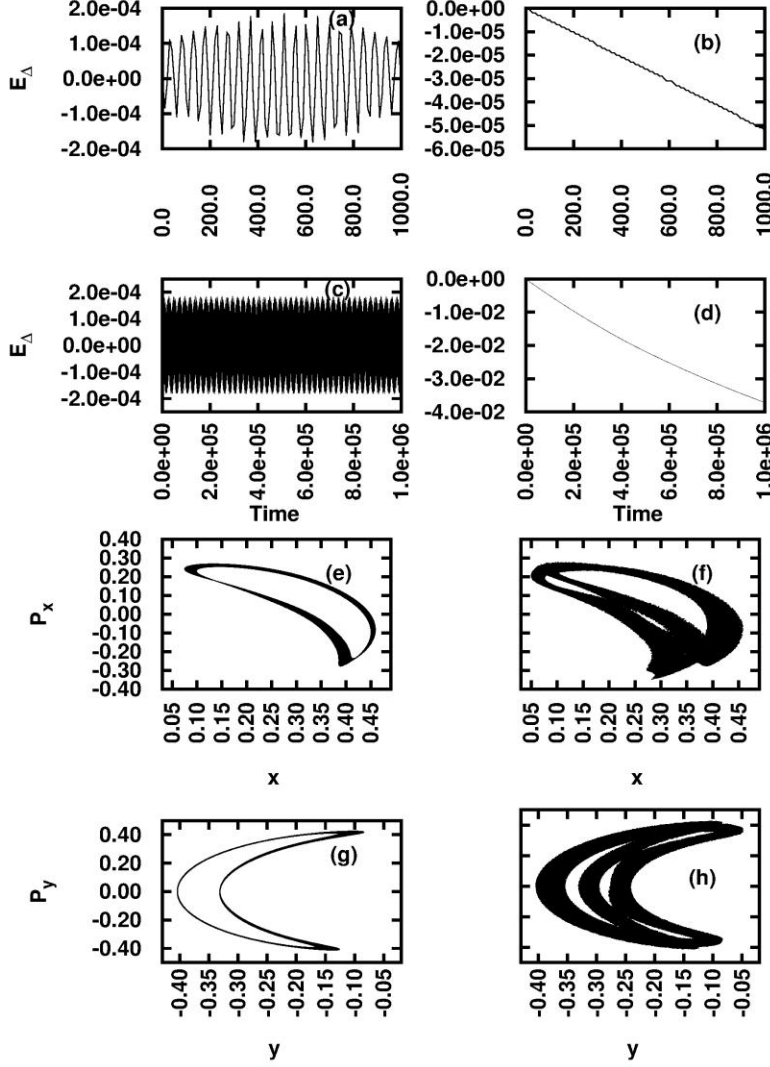 2.0e-04
1.0e-04
0.0e+00
-1.0e-04
-2.0e-04
E Δ
(a)
0.0
200.0
400.0
600.0
800.0
1000.0
0.0e+00
-1.0e-05
-2.0e-05
-3.0e-05
-4.0e-05
-5.0e-05
-6.0e-05
(b)
0.0
200.0
400.0
600.0
800.0
1000.0
2.0e-04
1.0e-04
0.0e+00
-1.0e-04
-2.0e-04
E Δ
(c)
0.0e+00
2.0e+05
4.0e+05
6.0e+05
8.0e+05
1.0e+06
Time
0.0e+00
-1.0e-02
-2.0e-02
-3.0e-02
-4.0e-02
(d)
0.0e+00
2.0e+05
4.0e+05
6.0e+05
8.0e+05
1.0e+06
Time
0.40
0.30
0.20
0.10
0.00
-0.10
-0.20
-0.30
-0.40
P x
(e)
0.05
0.10
0.15
0.20
0.25
0.30
0.35
0.40
0.45
x
(f)
0.05
0.10
0.15
0.20
0.25
0.30
0.35
0.40
0.45
x
0.40
0.20
0.00
-0.20
-0.40
P y
(g)
-0.40
-0.35
-0.30
-0.25
-0.20
-0.15
-0.10
-0.05
y
(h)
-0.40
-0.35
-0.30
-0.25
-0.20
-0.15
-0.10
-0.05
y